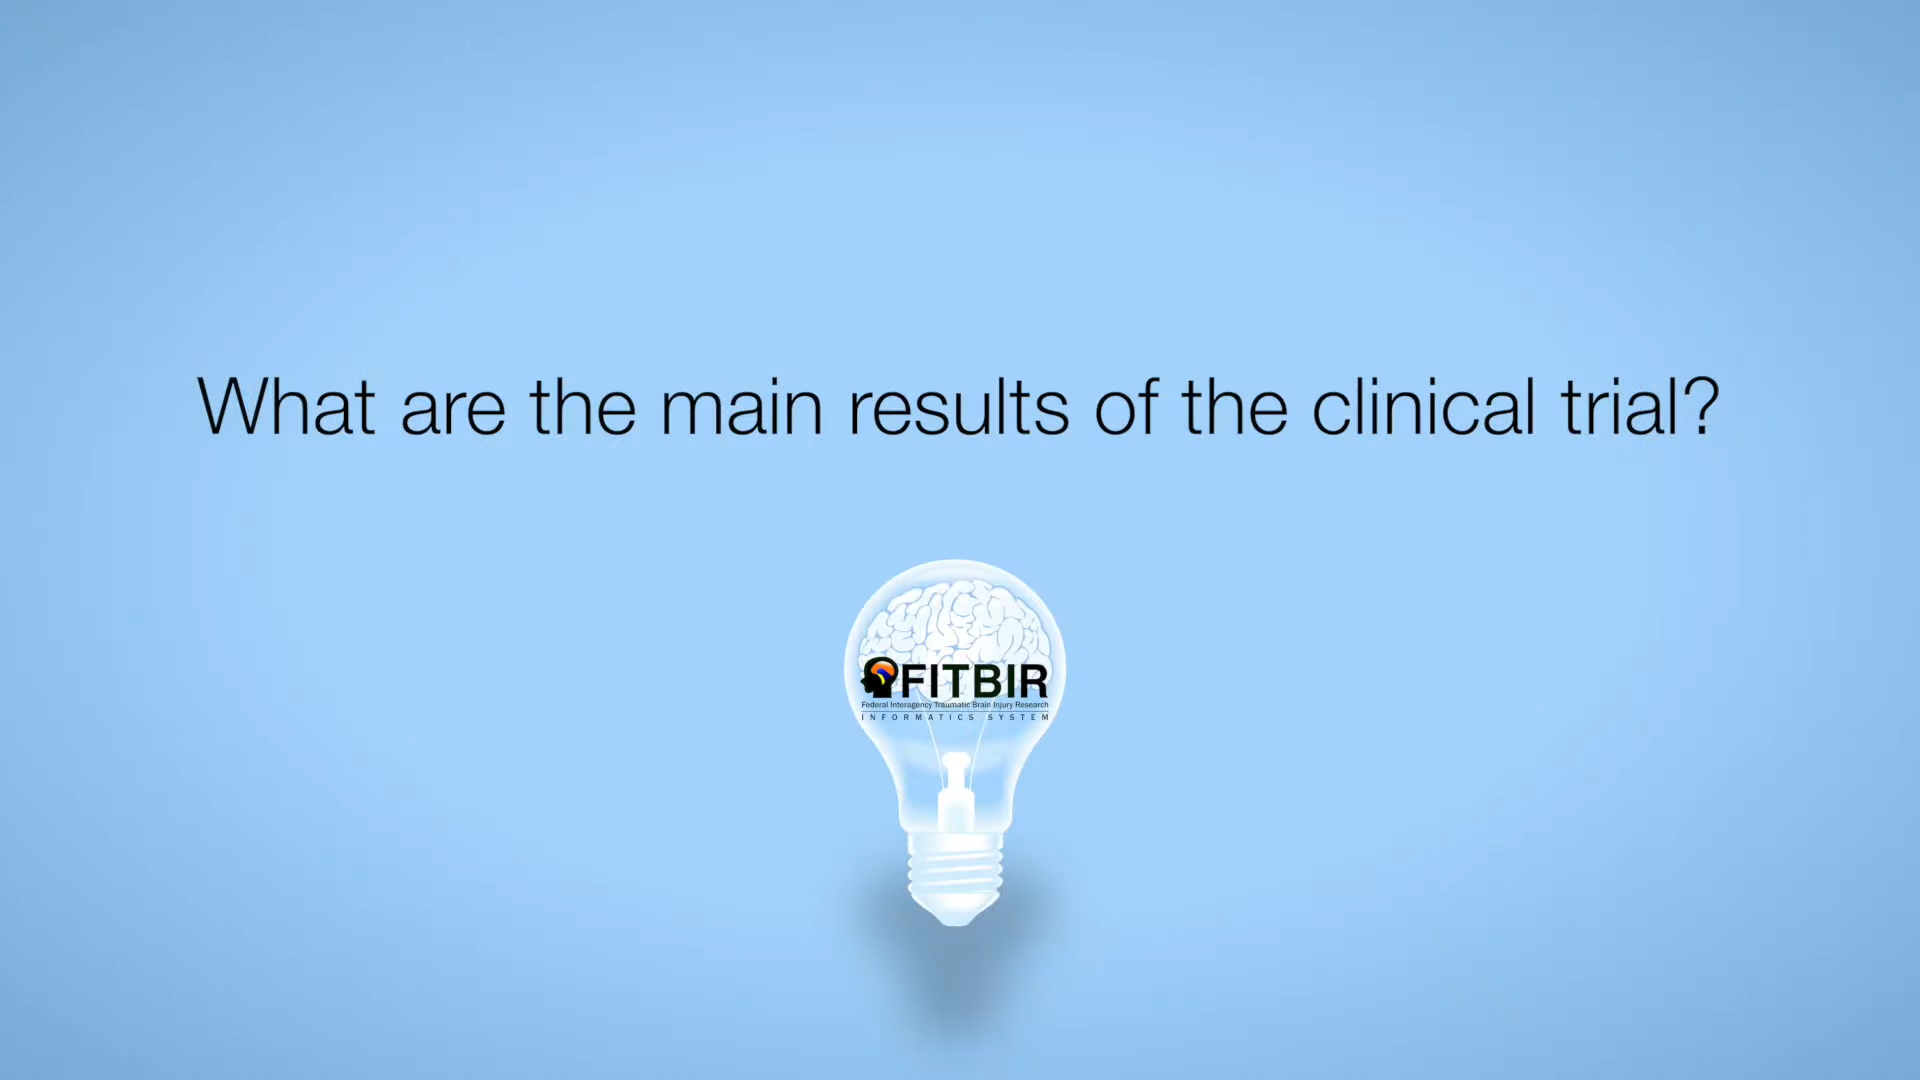 What are the main results of the clinical trial?
FITBIR
Federal Interagency Traumatic Brain Injury Research
INFORMATICS SYSTEM